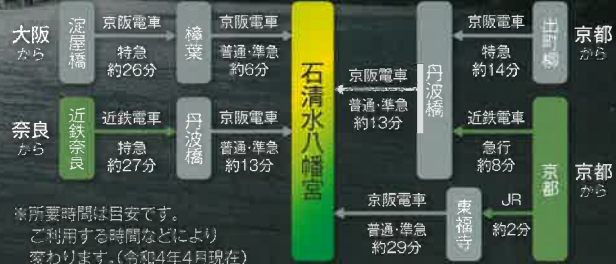 大阪
から
淀屋橋
京阪電車
特急
約26分
樟葉
京阪電車
普通・準急
約6分
奈良
から
近鉄奈良
近鉄電車
特急
約27分
丹波橋
京阪電車
普通・準急
約13分
石清水八幡宮
京阪電車
普通・準急
約13分
丹波橋
京阪電車
特急
約14分
出町柳
京都
から
近鉄電車
急行
約8分
京都
京都
から
京阪電車
普通・準急
約29分
東福寺
JR
約2分
※所要時間は目安です。
ご利用する時間などにより
変わります。(令和4年4月現在)